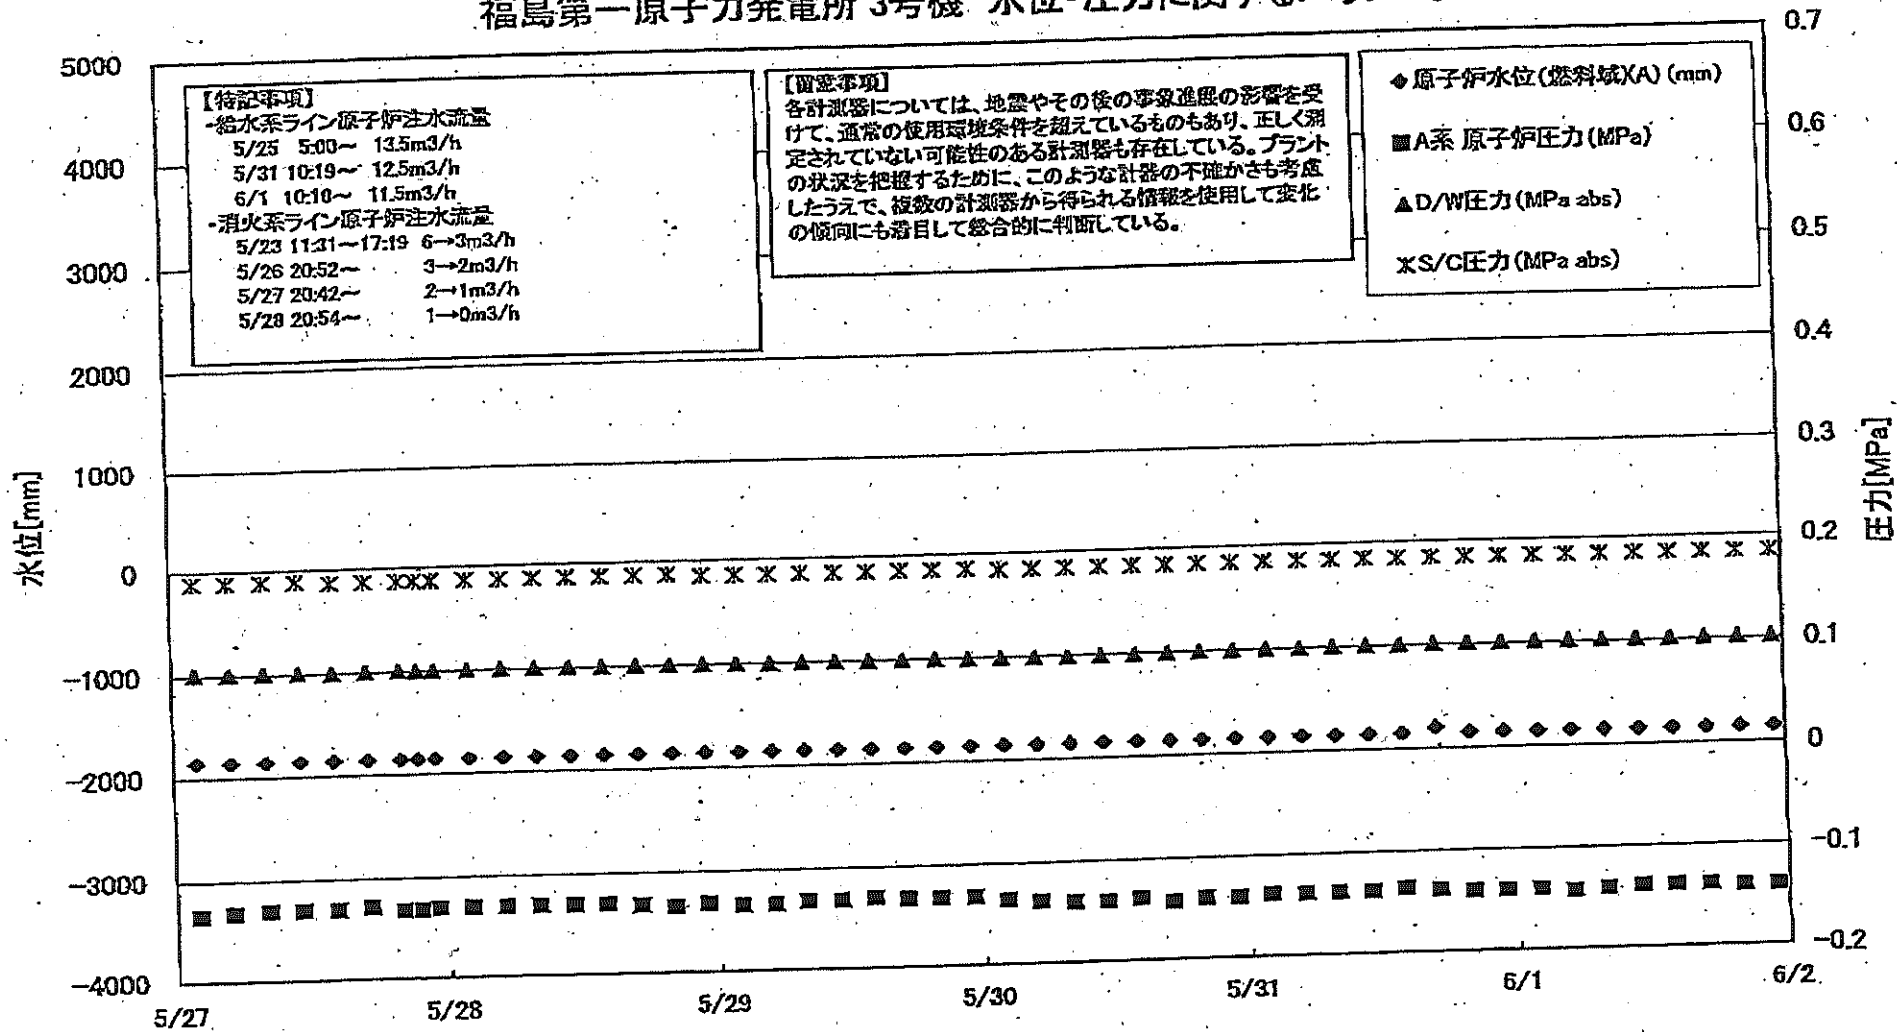 福島第一原子力発電所 3号機 水位・圧力に関する
【特記事項】
-給水系ライン原子炉注水流量
5/25 5:00～ 13.5m3/h
5/31 10:19～ 12.5m3/h
6/1 10:10～ 11.5m3/h
-消火系ライン原子炉注水流量
5/23 11:31～17:19 6→3m3/h
5/26 20:52～ 3→2m3/h
5/27 20:42～ 2→1m3/h
5/28 20:54～ 1→0m3/h
【留意事項】
各計測器については、地震やその後の事象進展の影響を受
けて、通常の使用環境条件を超えているものもあり、正しく測
定されていない可能性のある計測器も存在している。プラント
の状況を把握するために、このような計器の不確かさも考慮
したうえで、複数の計測器から得られる情報を使用して変化
の傾向にも着目して総合的に判断している。
原子炉水位(燃料域)(A)(mm)
A系 原子炉圧力(MPa)
D/W圧力(MPa abs)
S/C圧力(MPa abs)
水位[mm]
5000
4000
3000
2000
1000
0
-1000
-2000
-3000
-4000
圧力[MPa]
0.7
0.6
0.5
0.4
0.3
0.2
0.1
0
-0.1
-0.2
5/27
5/28
5/29
5/30
5/31
6/1
6/2